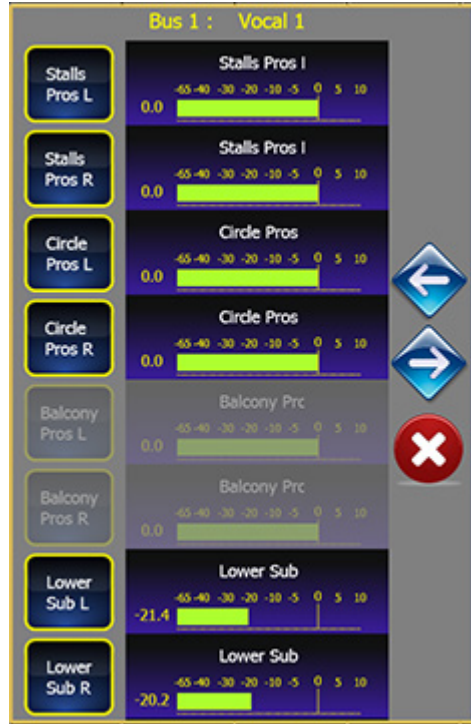 Bus 1 : Vocal 1
Stalls
Pros L
Stalls Pros I
-65 -40 -30 -20 -10 -5 0 5 10
0.0
Stalls
Pros R
Stalls Pros I
-65 -40 -30 -20 -10 -5 0 5 10
0.0
Circle
Pros L
Circle Pros
-65 -40 -30 -20 -10 -5 0 5 10
0.0
Circle
Pros R
Circle Pros
-65 -40 -30 -20 -10 -5 0 5 10
0.0
Balcony
Pros L
Balcony Prc
-65 -40 -30 -20 -10 -5 0 5 10
0.0
Balcony
Pros R
Balcony Prc
-65 -40 -30 -20 -10 -5 0 5 10
0.0
Lower
Sub L
Lower Sub
-65 -40 -30 -20 -10 -5 0 5 10
-21.4
Lower
Sub R
Lower Sub
-65 -40 -30 -20 -10 -5 0 5 10
-20.2